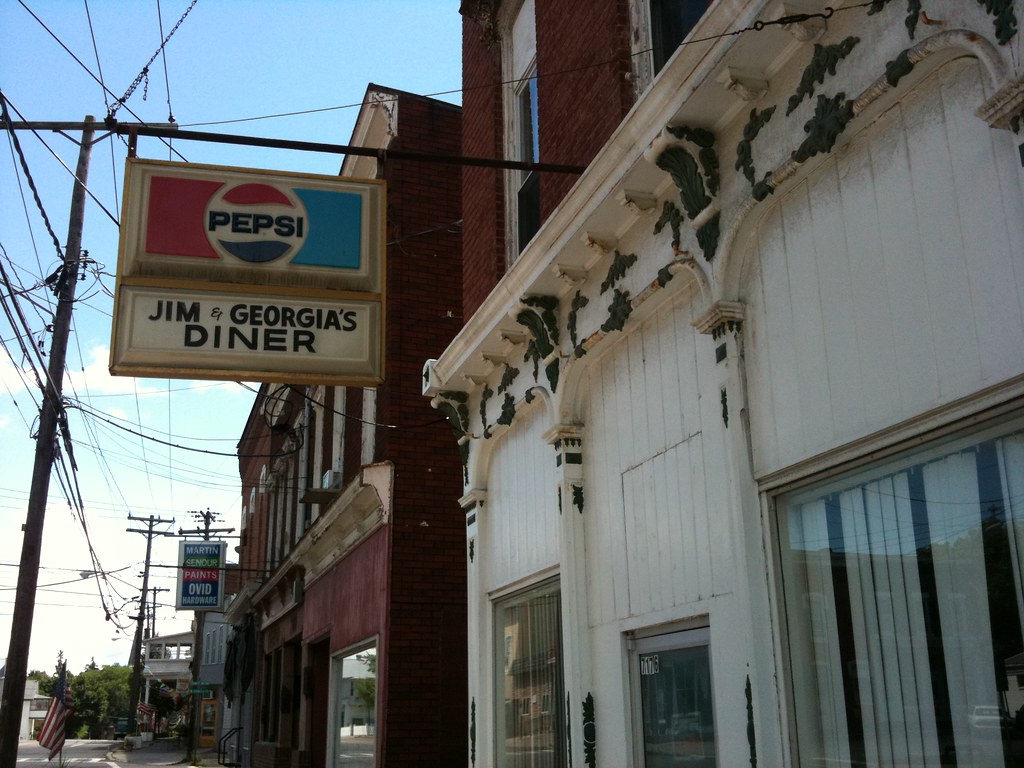 PEPSI
JIM & GEORGIA'S
DINER
MARTIN
SENOUR
PAINTS
OVID
HARDWARE